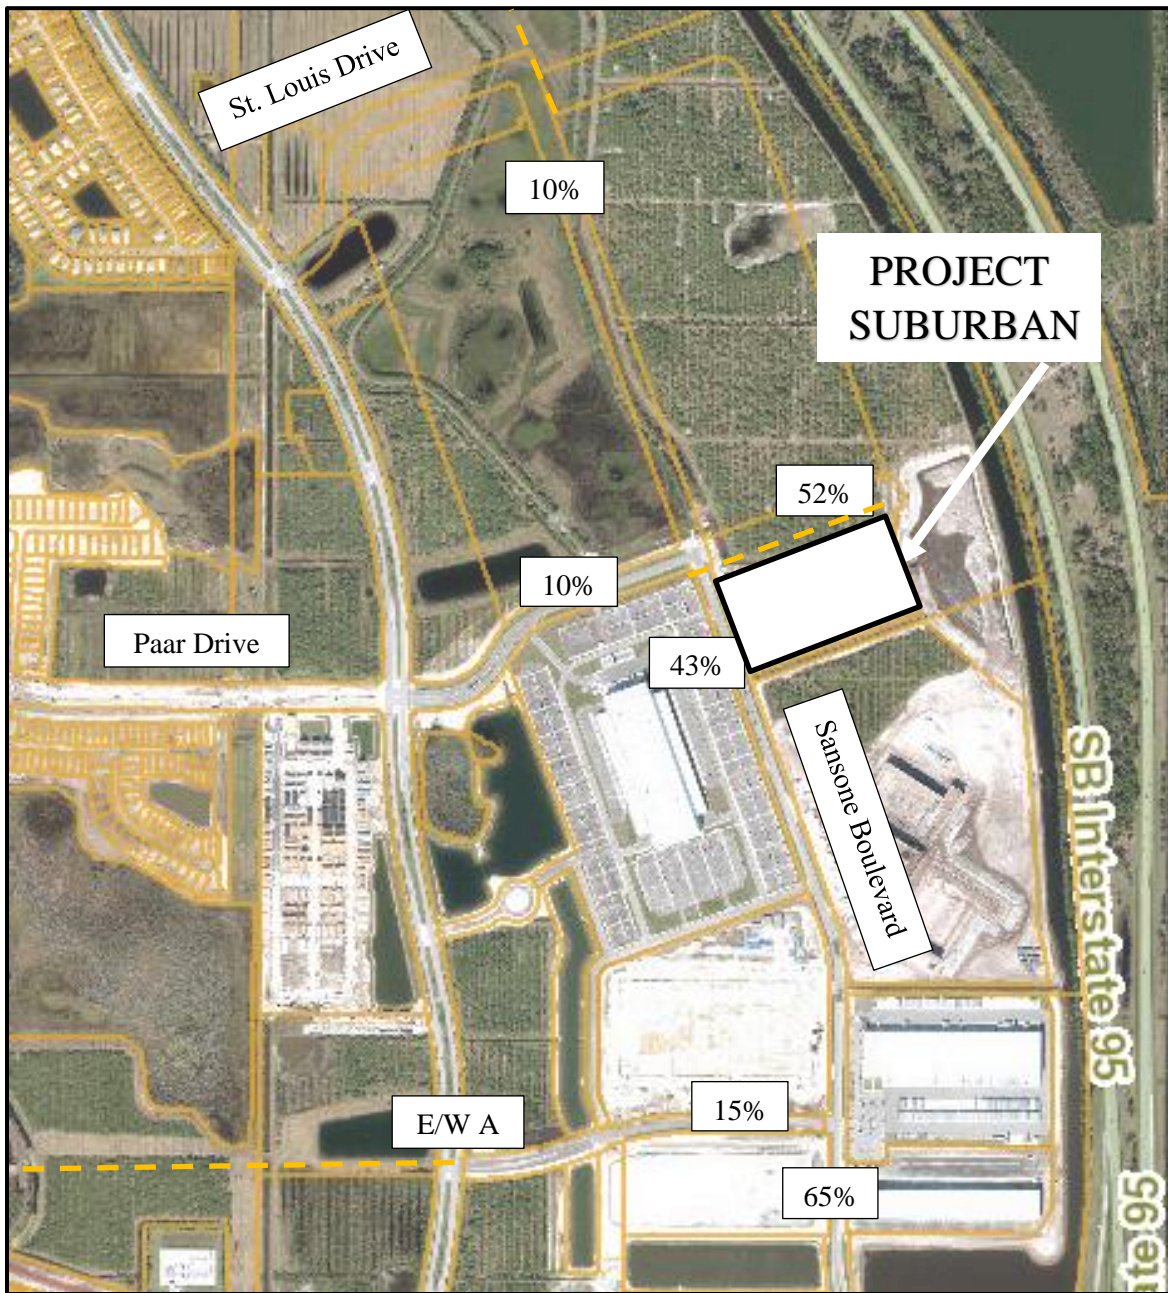 St. Louis Drive
10%
PROJECT
SUBURBAN
52%
10%
Paar Drive
43%
Sansone Boulevard
SB Interstate 95
E/W A
15%
65%
ate 95